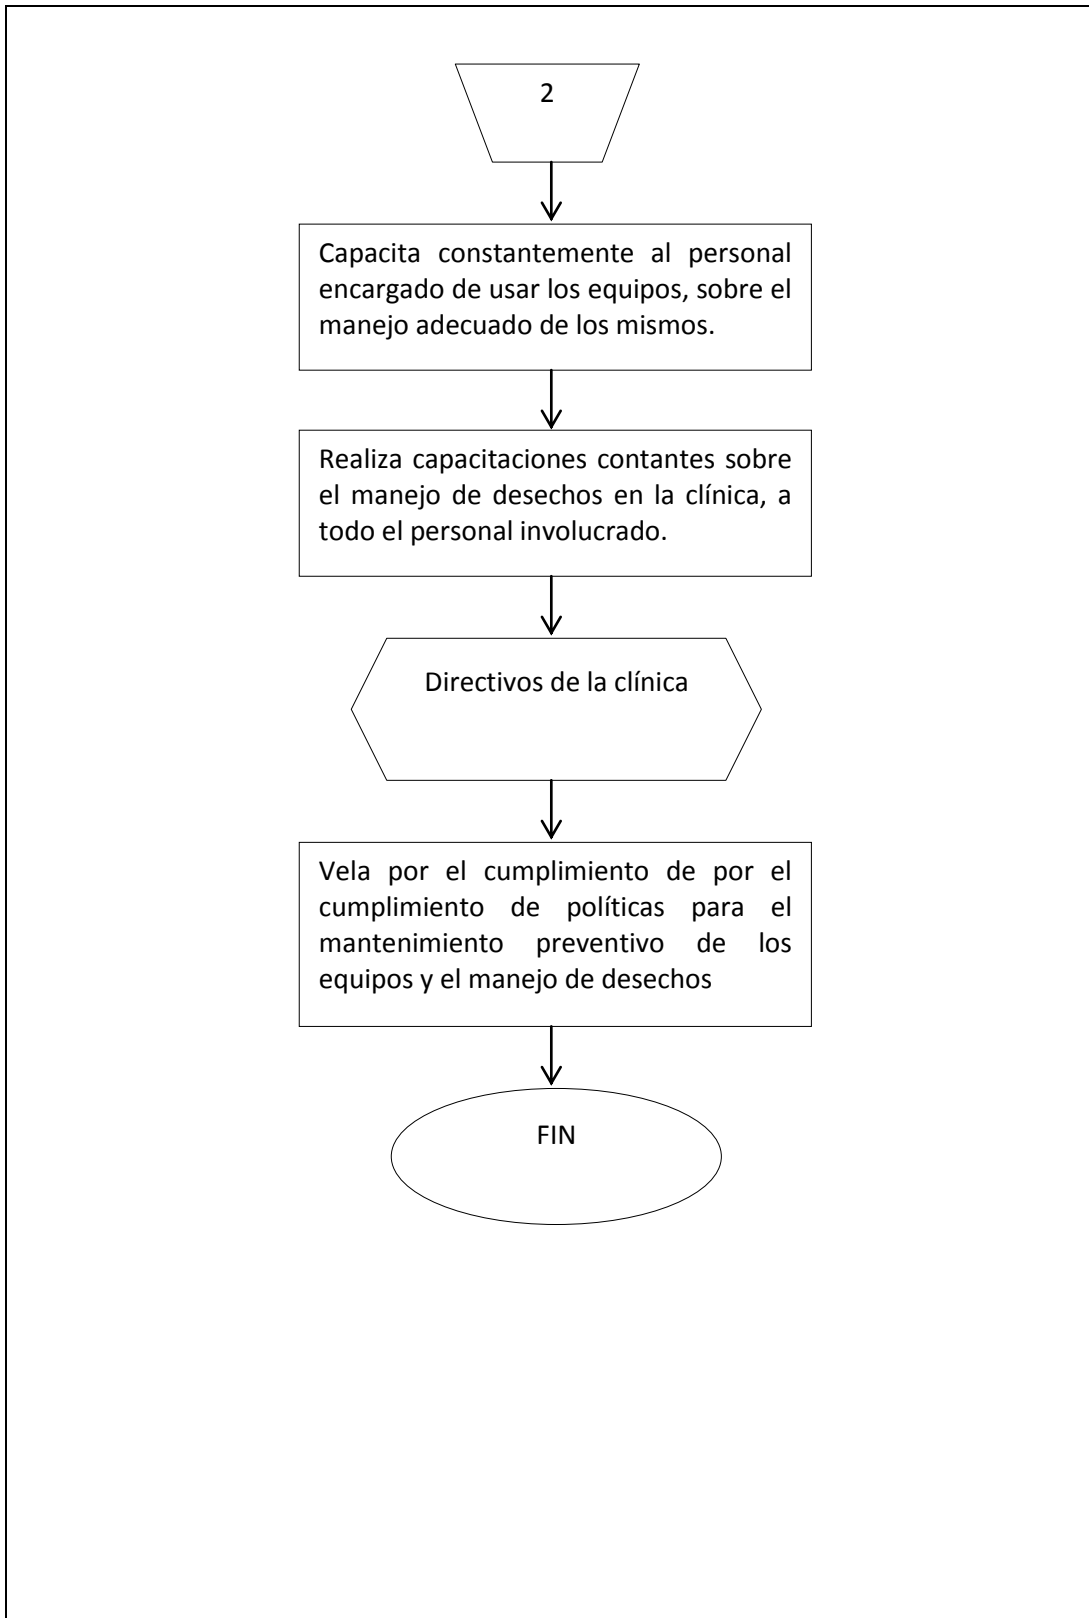 2
Capacita constantemente al personal
encargado de usar los equipos, sobre el
manejo adecuado de los mismos.
Realiza capacitaciones contantes sobre
el manejo de desechos en la clínica, a
todo el personal involucrado.
Directivos de la clínica
Vela por el cumplimiento de por el
cumplimiento de políticas para el
mantenimiento preventivo de los
equipos y el manejo de desechos
FIN